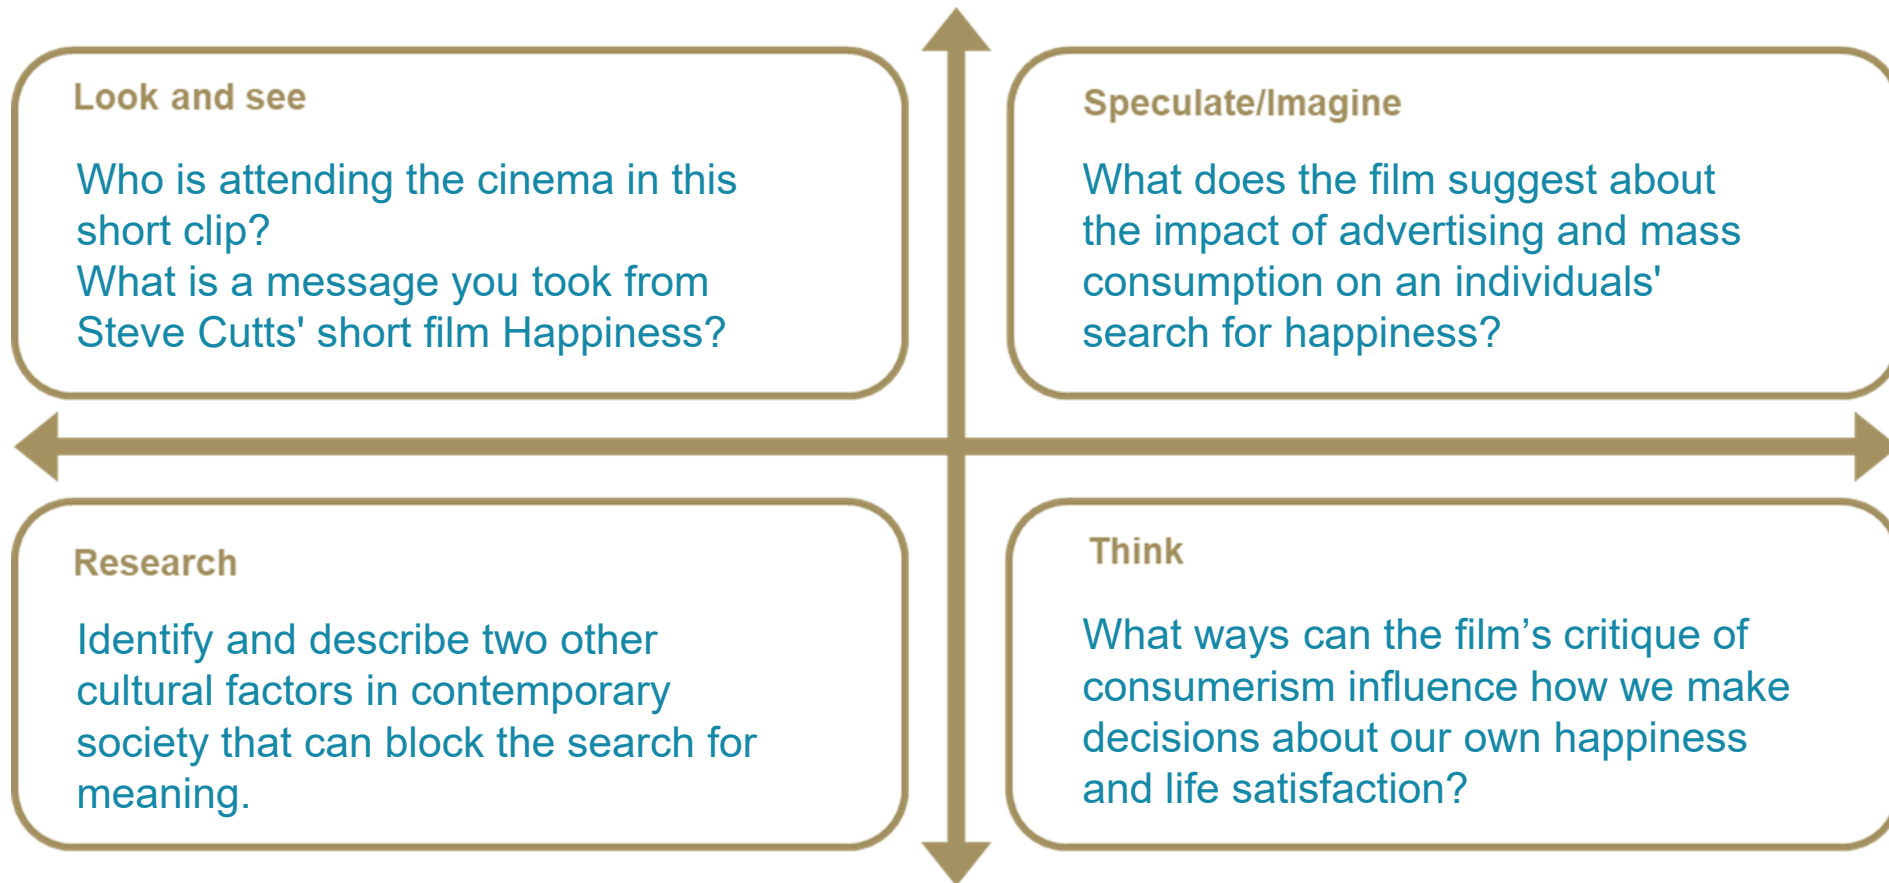 Look and see
Who is attending the cinema in this
short clip?
What is a message you took from
Steve Cutts' short film Happiness?
Speculate/Imagine
What does the film suggest about
the impact of advertising and mass
consumption on an individuals'
search for happiness?
Research
Identify and describe two other
cultural factors in contemporary
society that can block the search for
meaning.
Think
What ways can the film’s critique of
consumerism influence how we make
decisions about our own happiness
and life satisfaction?